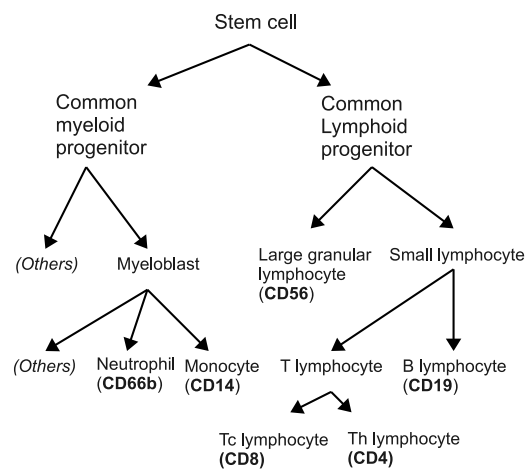 Stem cell
Common
myeloid
progenitor
Common
Lymphoid
progenitor
(Others)
Myeloblast
Large granular
lymphocyte
(CD56)
Small lymphocyte
(Others)
Neutrophil
(CD66b)
Monocyte
(CD14)
T lymphocyte
B lymphocyte
(CD19)
Tc lymphocyte
(CD8)
Th lymphocyte
(CD4)